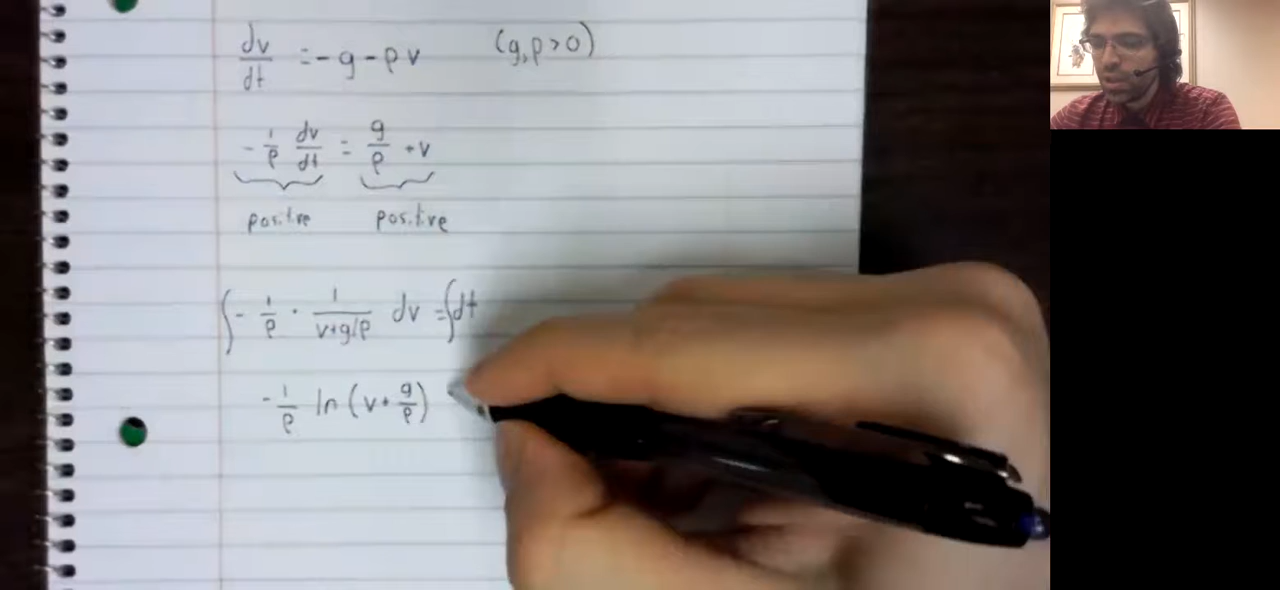 dv/dt = -g - ρv (g, ρ > 0)
-1/ρ dv/dt = g/ρ + v
positive positive
∫ -1/ρ · 1/(v+g/ρ) dv = ∫dt
-1/ρ ln(v + g/ρ)